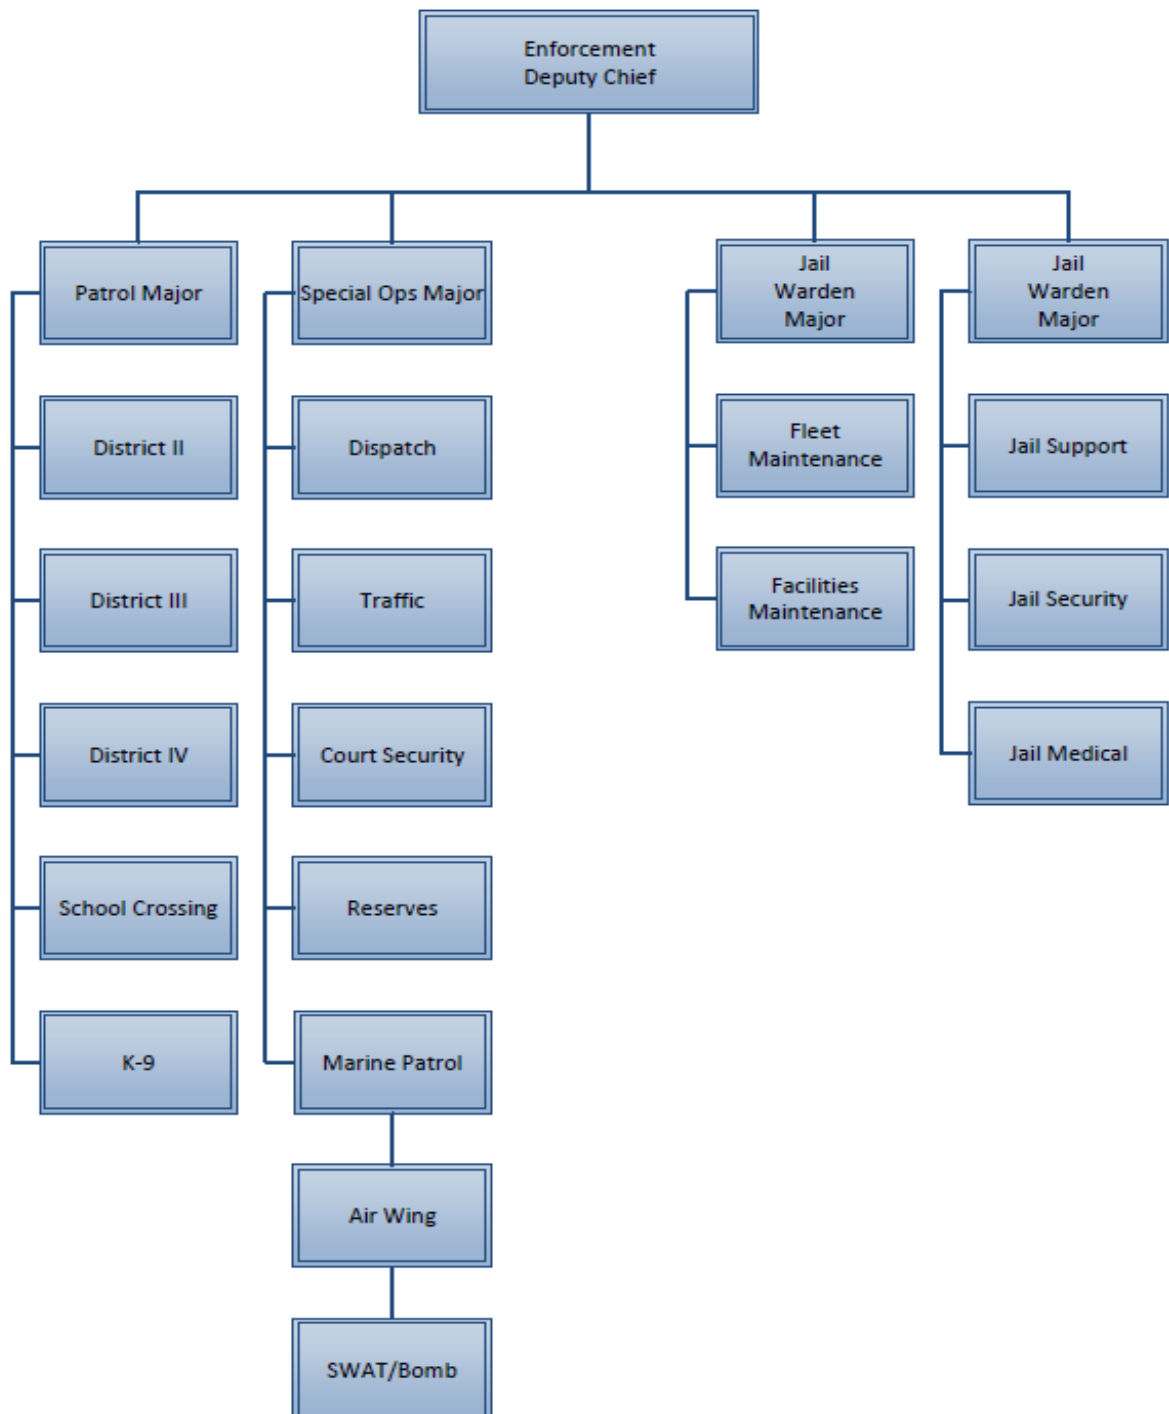 Enforcement
Deputy Chief
Patrol Major
District II
District III
District IV
School Crossing
K-9
Special Ops Major
Dispatch
Traffic
Court Security
Reserves
Marine Patrol
Air Wing
SWAT/Bomb
Jail
Warden
Major
Fleet
Maintenance
Facilities
Maintenance
Jail
Warden
Major
Jail Support
Jail Security
Jail Medical